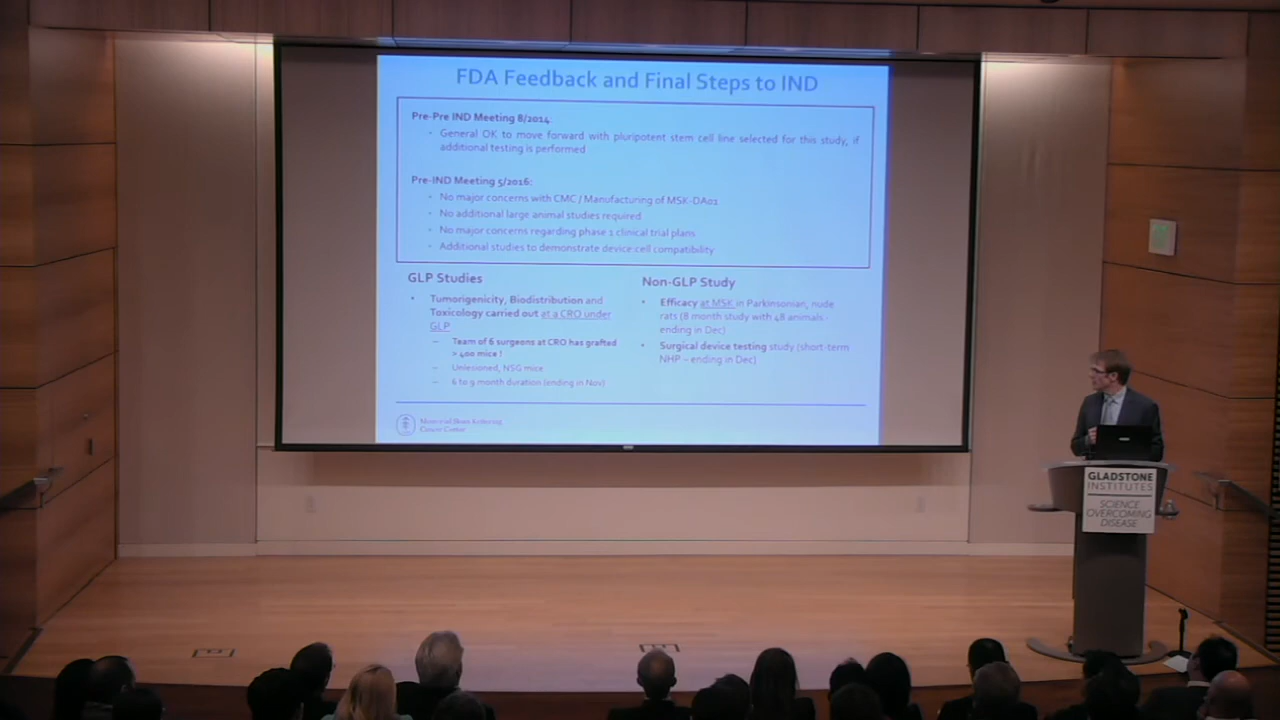 FDA Feedback and Final Steps to IND
Pre-Pre IND Meeting 8/2014:
General OK to move forward with pluripotent stem cell line selected for this study, if
additional testing is performed
Pre-IND Meeting 5/2016:
No major concerns with CMC / Manufacturing of MSK-DA01
No additional large animal studies required
No major concerns regarding phase 1 clinical trial plans
Additional studies to demonstrate device:cell compatibility
GLP Studies
Tumorigenicity, Biodistribution and
Toxicology carried out at a CRO under
GLP
Team of 6 surgeons at CRO has grafted
> 400 mice !
Unlesioned, NSG mice
6 to 9 month duration (ending in Nov)
Non-GLP Study
Efficacy at MSK in Parkinsonian, nude
rats (8 month study with 48 animals -
ending in Dec)
Surgical device testing study (short-term
NHP – ending in Dec)
Memorial Sloan Kettering
Cancer Center
GLADSTONE
INSTITUTES
SCIENCE
OVERCOMING
DISEASE